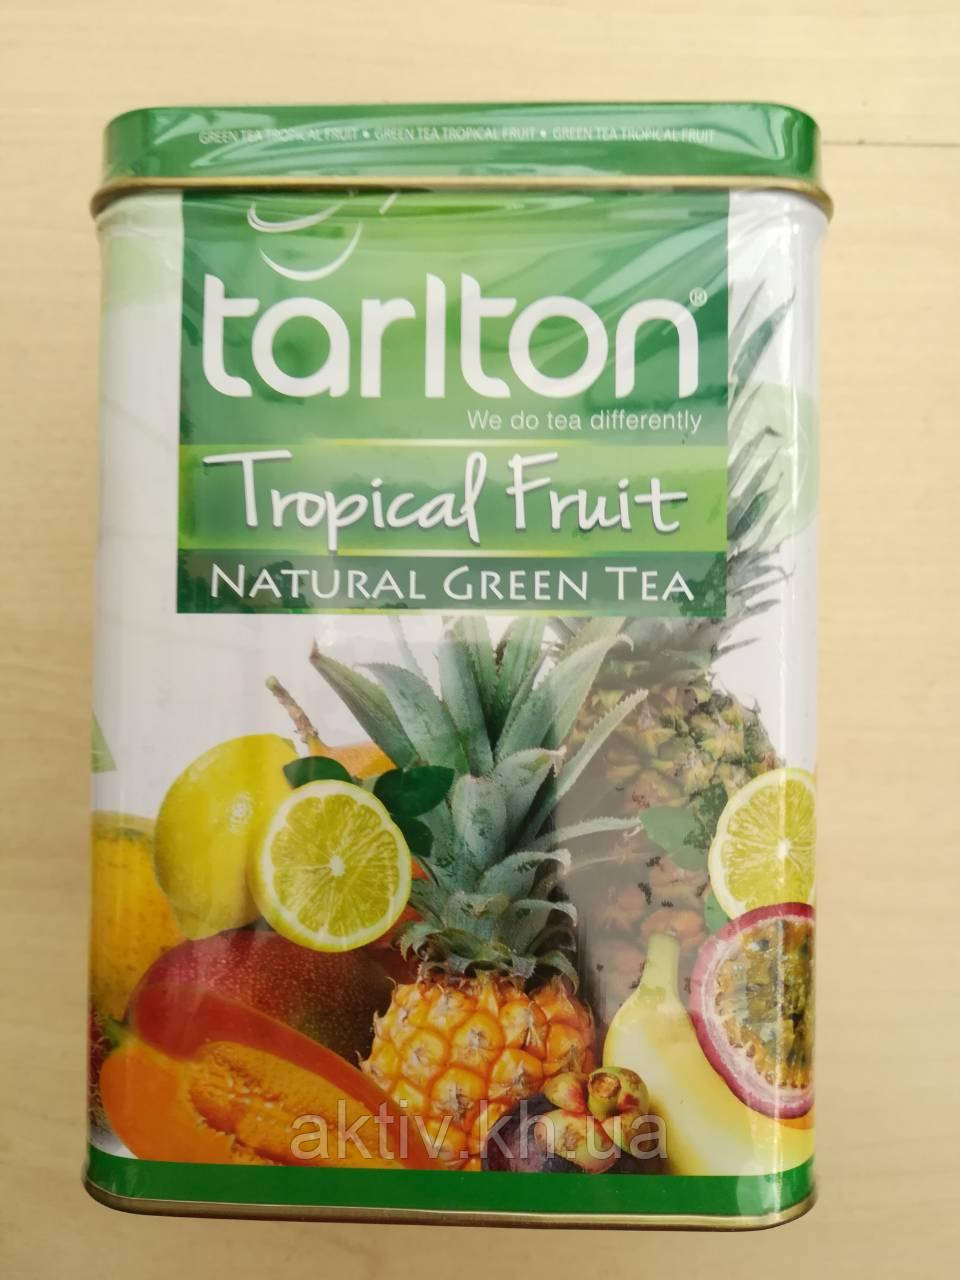 GREEN TEA TROPICAL FRUIT • GREEN TEA TROPICAL FRUIT • GREEN TEA TROPICAL FRUIT
tarlton®
We do tea differently
Tropical Fruit
NATURAL GREEN TEA
aktiv.kh.ua